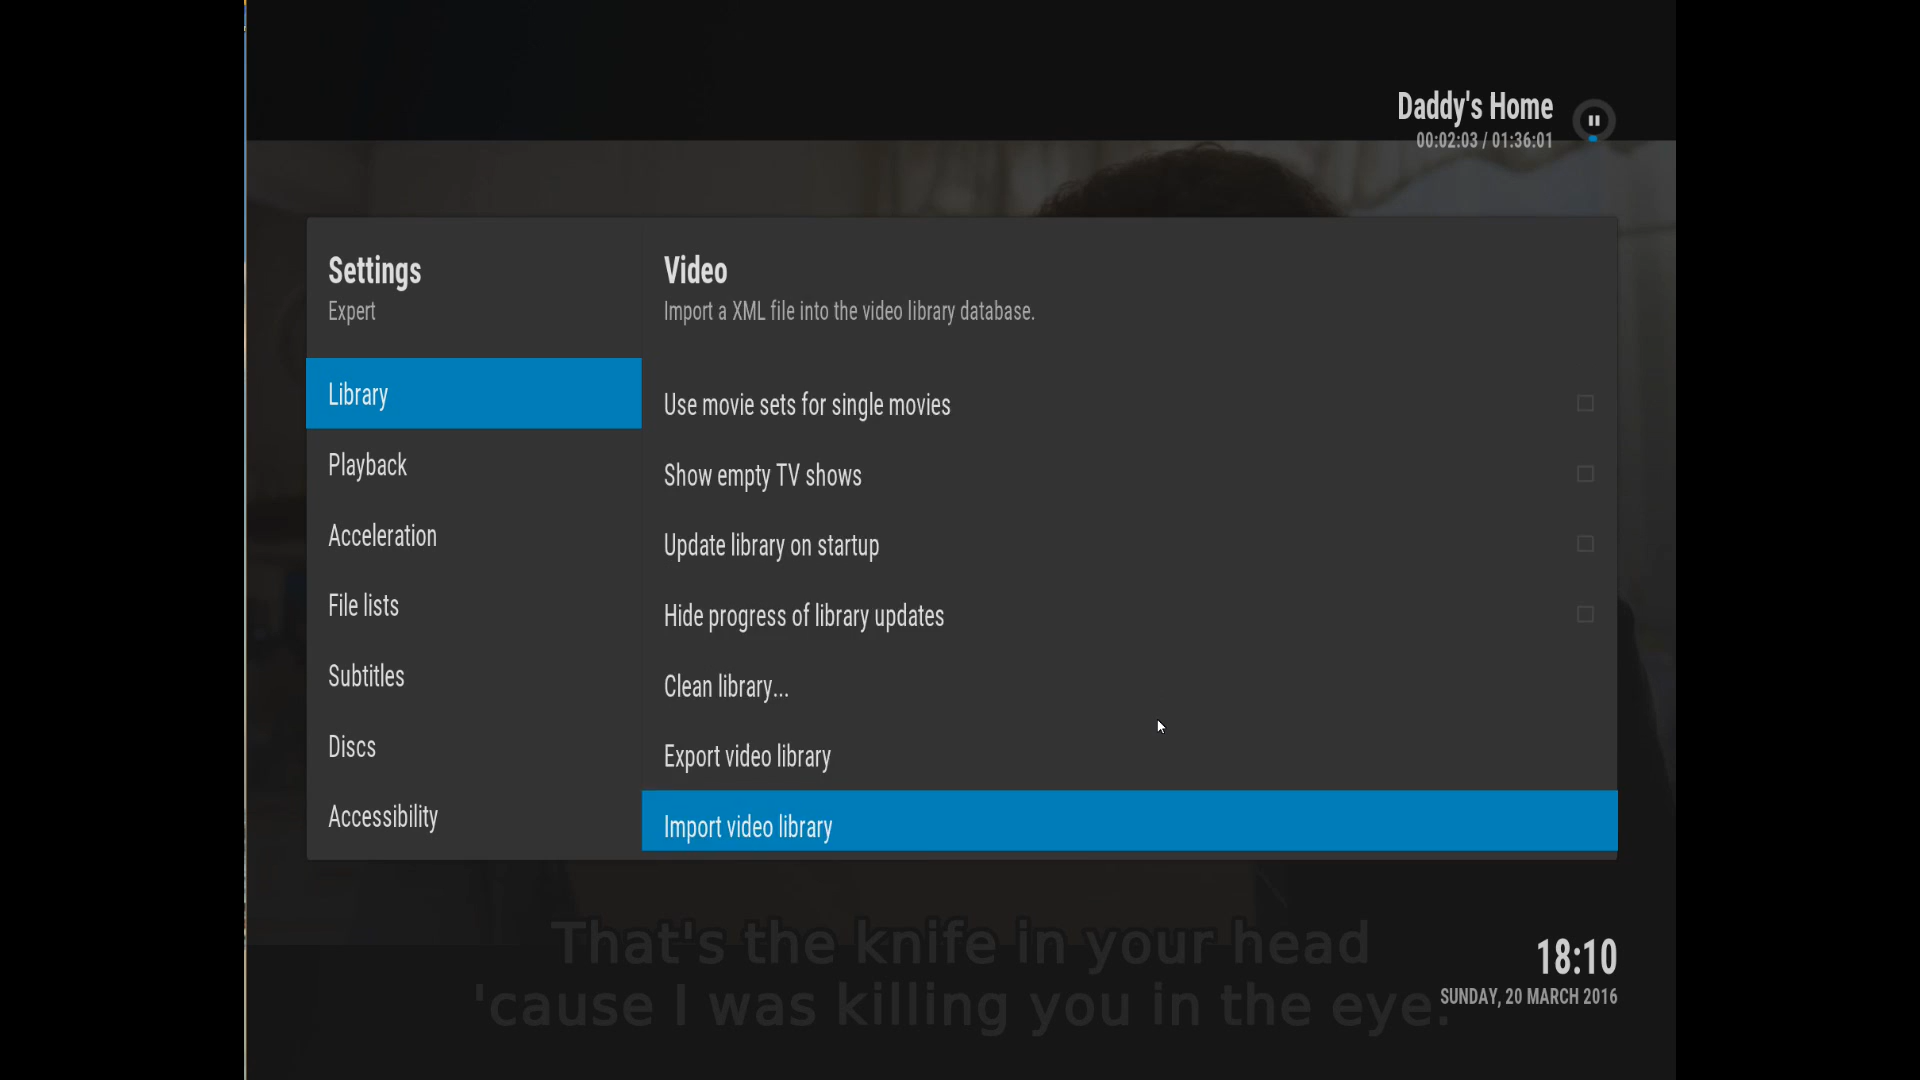 Daddy's Home
00:02:03 / 01:36:01
Settings
Expert
Library
Playback
Acceleration
File lists
Subtitles
Discs
Accessibility
Video
Import a XML file into the video library database.
Use movie sets for single movies
Show empty TV shows
Update library on startup
Hide progress of library updates
Clean library...
Export video library
Import video library
That's the knife in your head
'cause I was killing you in the eye.
18:10
SUNDAY, 20 MARCH 2016